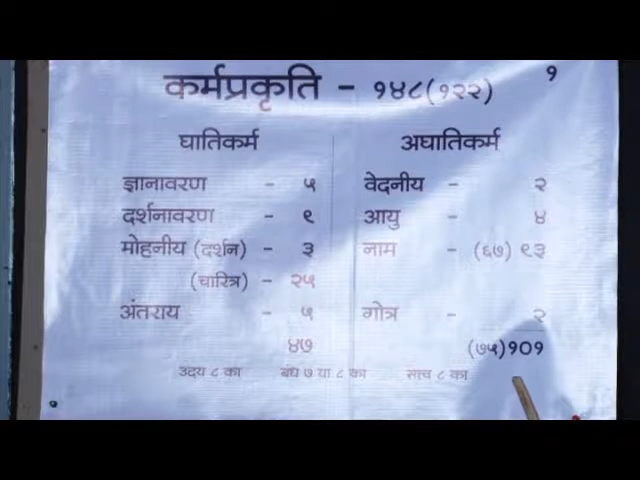 कर्मप्रकृति - १४८(१२२)
१
घातिकर्म
अघातिकर्म
ज्ञानावरण - ५
वेदनीय - २
दर्शनावरण - ९
आयु - ४
मोहनीय (दर्शन) - ३
नाम - (६७) ९३
(चारित्र) - २५
अंतराय - ५
गोत्र - २
४७
(७५)१०१
उदय ८ का बंध ७ या ८ का सत्त्व ८ का